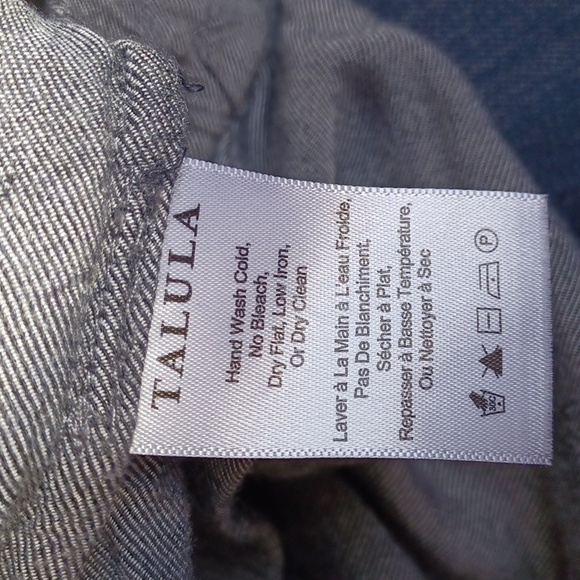 TALULA
Hand Wash Cold,
No Bleach,
Dry Flat, Low Iron,
Or Dry Clean
Laver à La Main à L'eau Froide,
Pas De Blanchiment,
Sécher à Plat,
Repasser à Basse Température,
Ou Nettoyer à Sec
30C
P